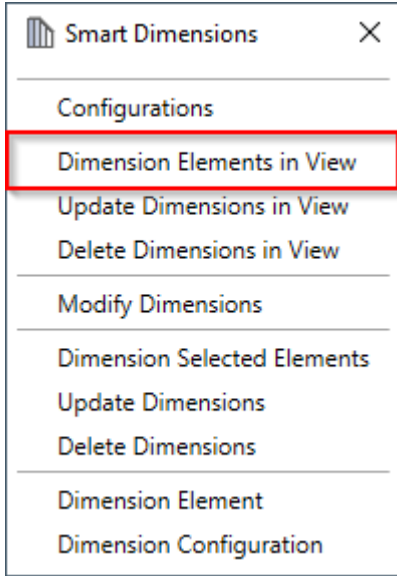 Smart Dimensions
Configurations
Dimension Elements in View
Update Dimensions in View
Delete Dimensions in View
Modify Dimensions
Dimension Selected Elements
Update Dimensions
Delete Dimensions
Dimension Element
Dimension Configuration